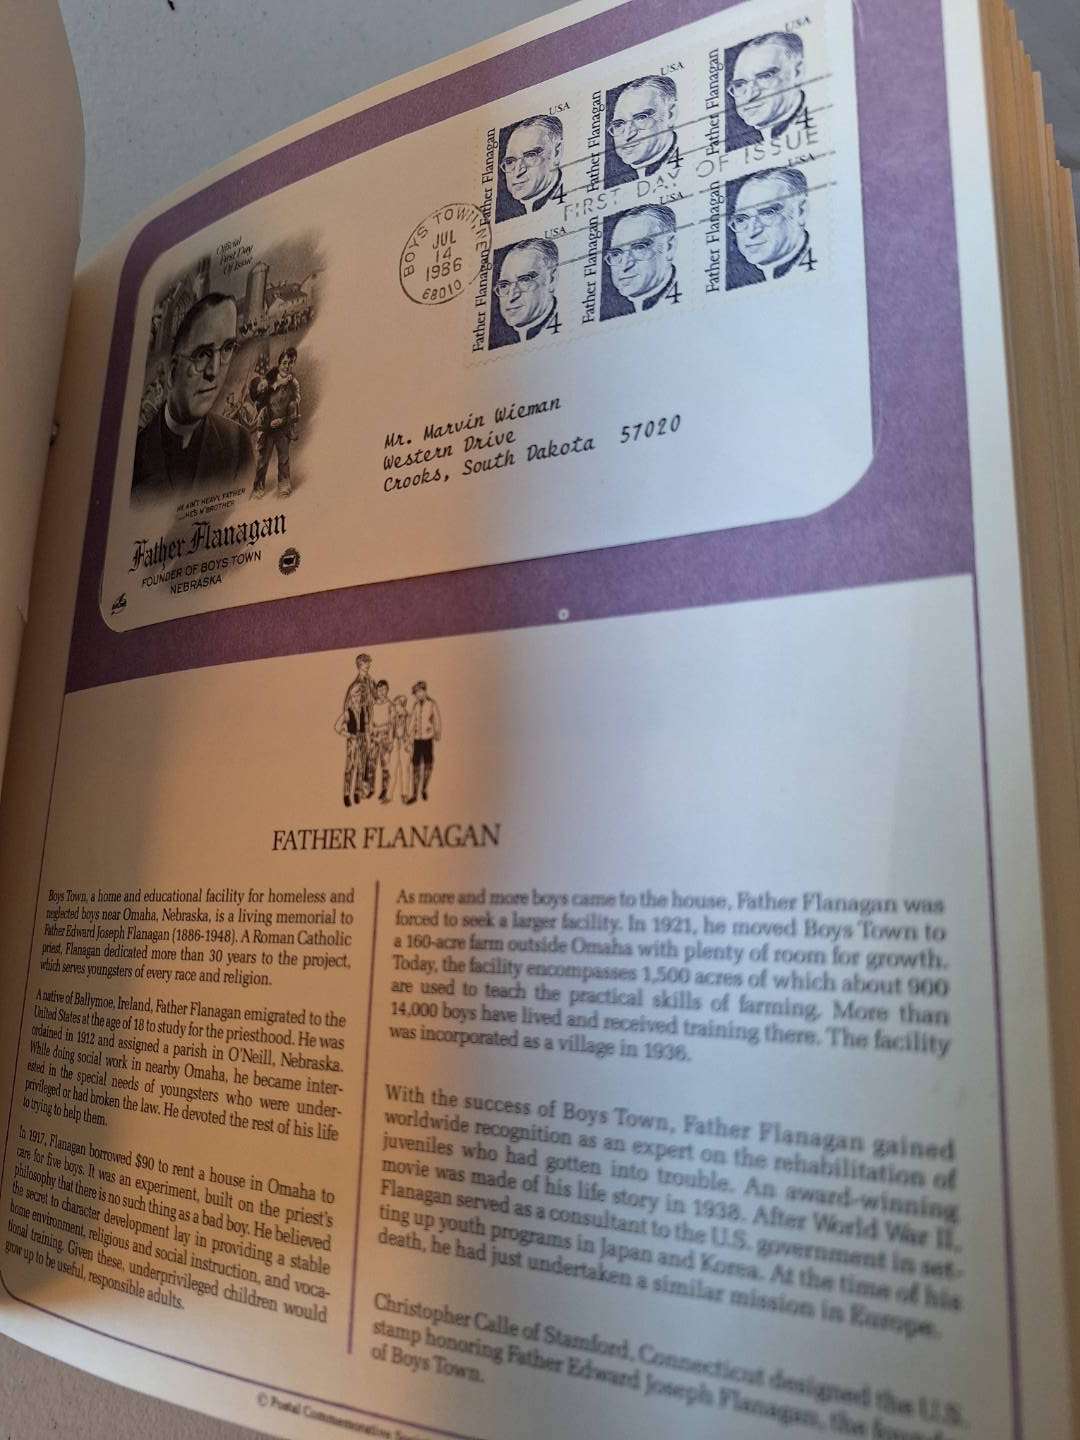 Official
First Day
Of Issue
HE AIN'T HEAVY, FATHER
—HE'S M'BROTHER
Father Flanagan
FOUNDER OF BOYS TOWN
NEBRASKA
Father Flanagan USA 4
Father Flanagan USA 4
Father Flanagan USA 4
Father Flanagan USA 4
Father Flanagan USA 4
Father Flanagan USA 4
BOYS TOWN
JUL
14
1986
68010
FIRST DAY OF ISSUE
Mr. Marvin Wieman
Western Drive
Crooks, South Dakota 57020
FATHER FLANAGAN
Boys Town, a home and educational facility for homeless and
neglected boys near Omaha, Nebraska, is a living memorial to
Father Edward Joseph Flanagan (1886-1948). A Roman Catholic
priest, Flanagan dedicated more than 30 years to the project,
which serves youngsters of every race and religion.
A native of Ballymoe, Ireland, Father Flanagan emigrated to the
United States at the age of 18 to study for the priesthood. He was
ordained in 1912 and assigned a parish in O'Neill, Nebraska.
While doing social work in nearby Omaha, he became inter-
ested in the special needs of youngsters who were under-
privileged or had broken the law. He devoted the rest of his life
to trying to help them.
In 1917, Flanagan borrowed $90 to rent a house in Omaha to
care for five boys. It was an experiment, built on the priest's
philosophy that there is no such thing as a bad boy. He believed
the secret to character development lay in providing a stable
home environment, religious and social instruction, and voca-
tional training. Given these, underprivileged children would
grow up to be useful, responsible adults.
As more and more boys came to the house, Father Flanagan was
forced to seek a larger facility. In 1921, he moved Boys Town to
a 160-acre farm outside Omaha with plenty of room for growth.
Today, the facility encompasses 1,500 acres of which about 900
are used to teach the practical skills of farming. More than
14,000 boys have lived and received training there. The facility
was incorporated as a village in 1936.
With the success of Boys Town, Father Flanagan gained
worldwide recognition as an expert on the rehabilitation of
juveniles who had gotten into trouble. An award-winning
movie was made of his life story in 1938. After World War II,
Flanagan served as a consultant to the U.S. government in set-
ting up youth programs in Japan and Korea. At the time of his
death, he had just undertaken a similar mission in Europe.
Christopher Calle of Stamford, Connecticut designed the U.S.
stamp honoring Father Edward Joseph Flanagan, the
of Boys Town.
© Postal Commemorative